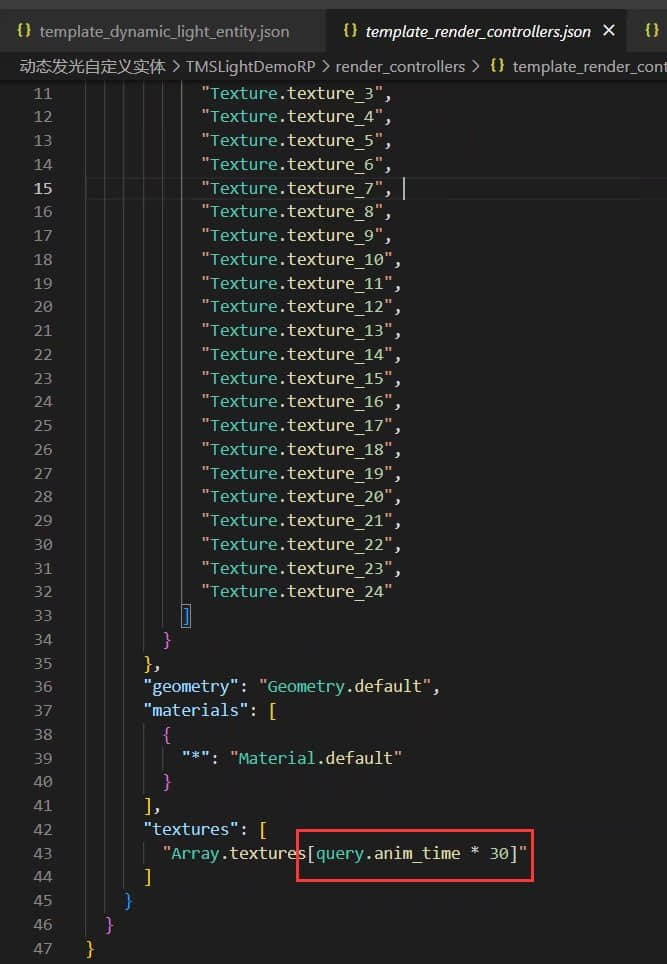 template_dynamic_light_entity.json
template_render_controllers.json
动态发光自定义实体 > TMSLightDemoRP > render_controllers > template_render_cont
11 "Texture.texture_3",
12 "Texture.texture_4",
13 "Texture.texture_5",
14 "Texture.texture_6",
15 "Texture.texture_7",
16 "Texture.texture_8",
17 "Texture.texture_9",
18 "Texture.texture_10",
19 "Texture.texture_11",
20 "Texture.texture_12",
21 "Texture.texture_13",
22 "Texture.texture_14",
23 "Texture.texture_15",
24 "Texture.texture_16",
25 "Texture.texture_17",
26 "Texture.texture_18",
27 "Texture.texture_19",
28 "Texture.texture_20",
29 "Texture.texture_21",
30 "Texture.texture_22",
31 "Texture.texture_23",
32 "Texture.texture_24"
33 ]
34 }
35 },
36 "geometry": "Geometry.default",
37 "materials": [
38 {
39 "*": "Material.default"
40 }
41 ],
42 "textures": [
43 "Array.textures[query.anim_time * 30]"
44 ]
45 }
46 }
47 }